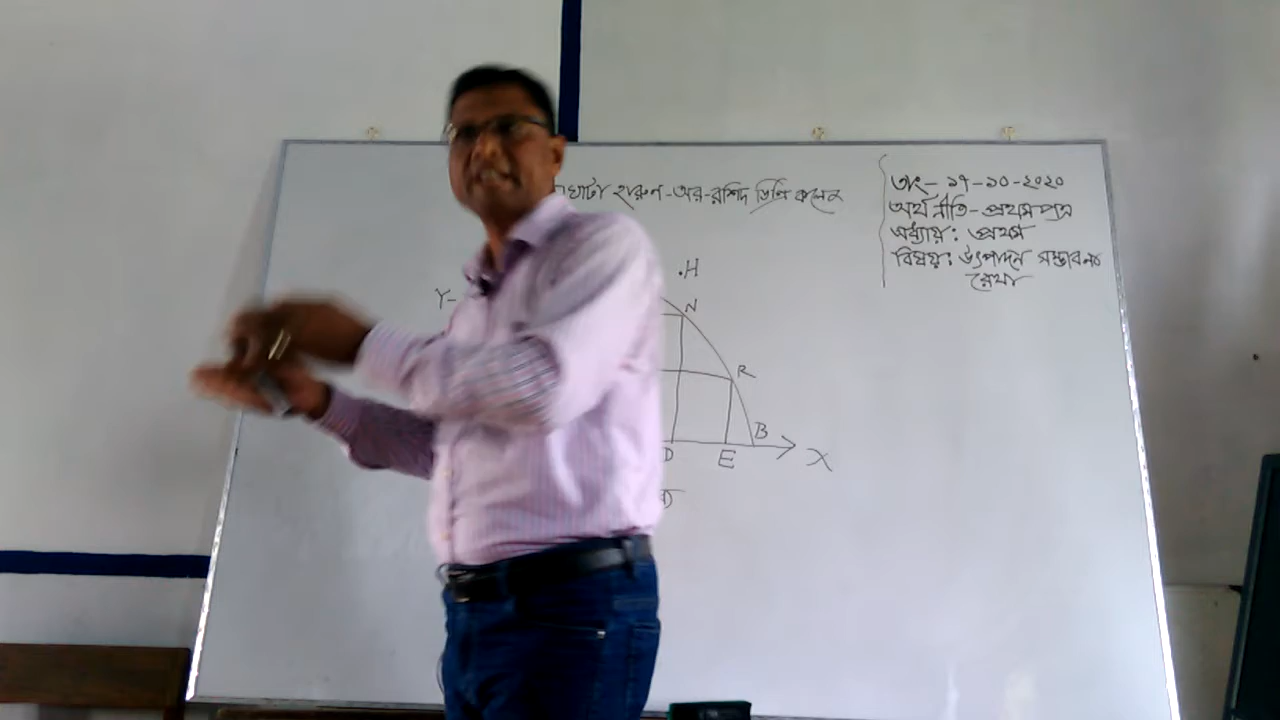 ঘাটা হারুন-অর-রশিদ ডিগ্রি কলেজ
তাং- ১৭-১০-২০২০
অর্থনীতি-প্রথমপত্র
অধ্যায়: প্রথম
বিষয়: উৎপাদন সম্ভাবনা
রেখা
.H
Y-
N
R
B
D
E
X